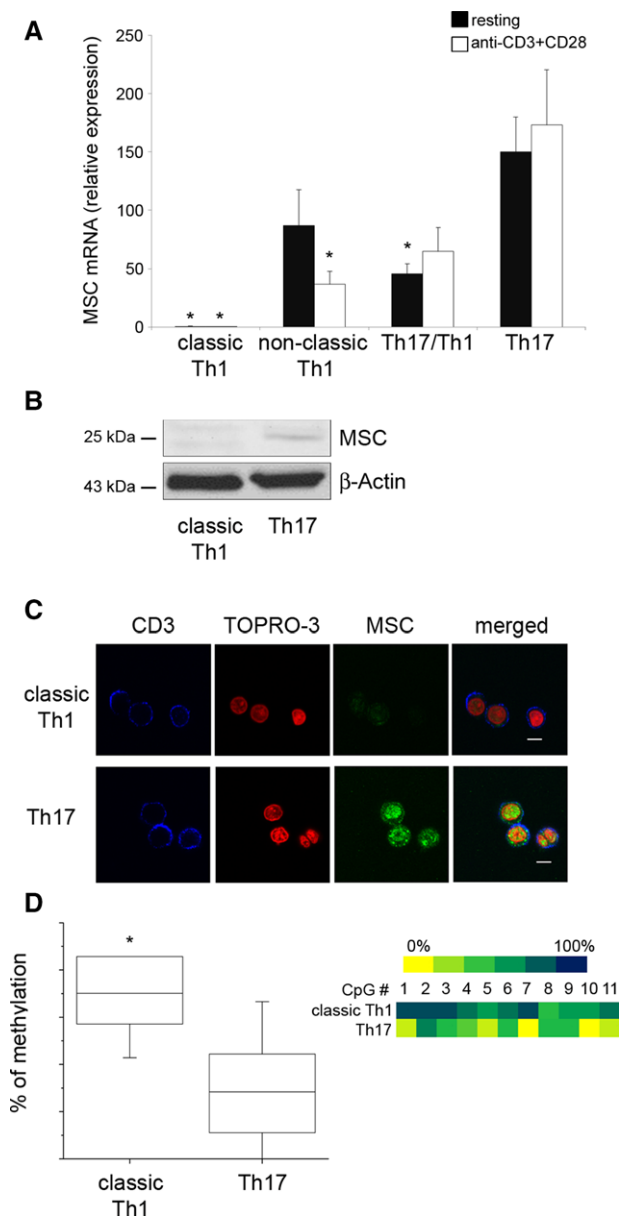 A
resting
anti-CD3+CD28
MSC mRNA (relative expression)
250
200
150
100
50
0
* *
*
*
classic Th1
non-classic Th1
Th17/Th1
Th17
B
25 kDa
MSC
43 kDa
β-Actin
classic Th1
Th17
C
CD3 TOPRO-3 MSC merged
classic Th1
Th17
D
% of methylation
*
classic Th1
Th17
0% 100%
CpG # 1 2 3 4 5 6 7 8 9 10 11
classic Th1
Th17